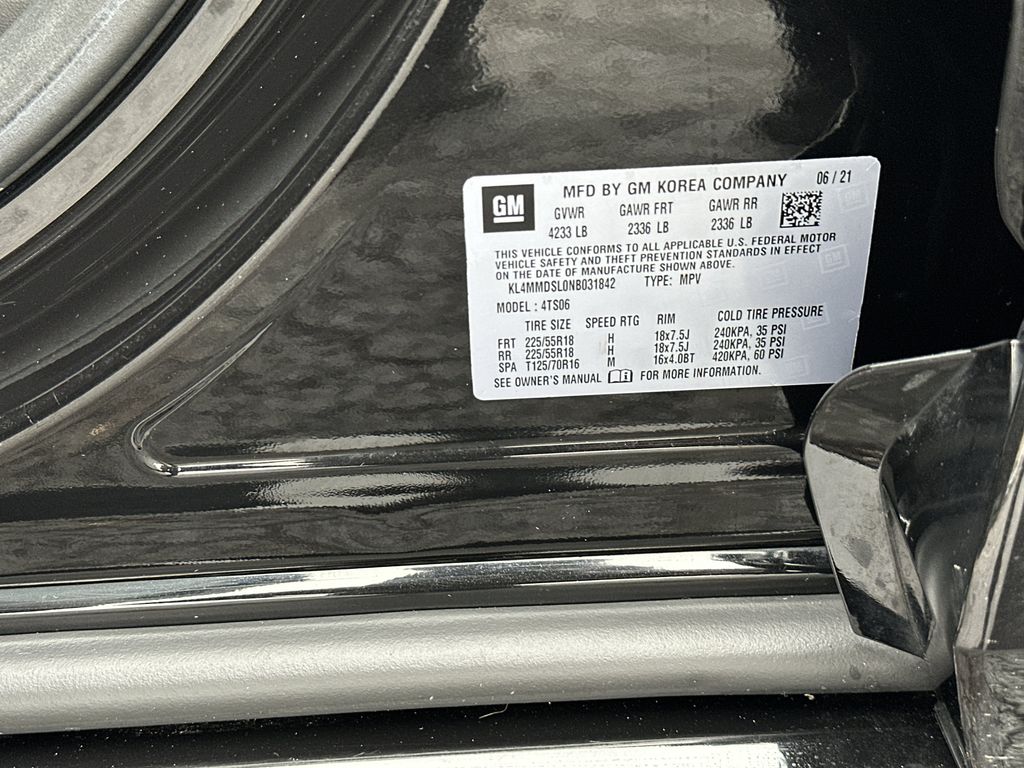 GM MFD BY GM KOREA COMPANY 06 / 21
GVWR GAWR FRT GAWR RR
4233 LB 2336 LB 2336 LB
THIS VEHICLE CONFORMS TO ALL APPLICABLE U.S. FEDERAL MOTOR
VEHICLE SAFETY AND THEFT PREVENTION STANDARDS IN EFFECT
ON THE DATE OF MANUFACTURE SHOWN ABOVE.
KL4MMDSL0NB031842 TYPE: MPV
MODEL : 4TS06
TIRE SIZE SPEED RTG RIM COLD TIRE PRESSURE
FRT 225/55R18 H 18x7.5J 240KPA, 35 PSI
RR 225/55R18 H 18x7.5J 240KPA, 35 PSI
SPA T125/70R16 M 16x4.0BT 420KPA, 60 PSI
SEE OWNER'S MANUAL FOR MORE INFORMATION.